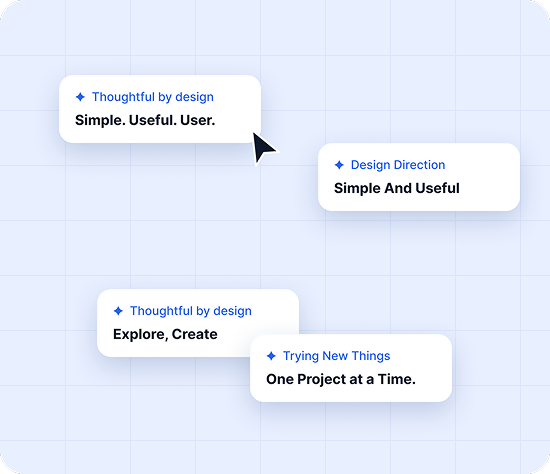 Thoughtful by design
Simple. Useful. User.
Design Direction
Simple And Useful
Thoughtful by design
Explore, Create
Trying New Things
One Project at a Time.